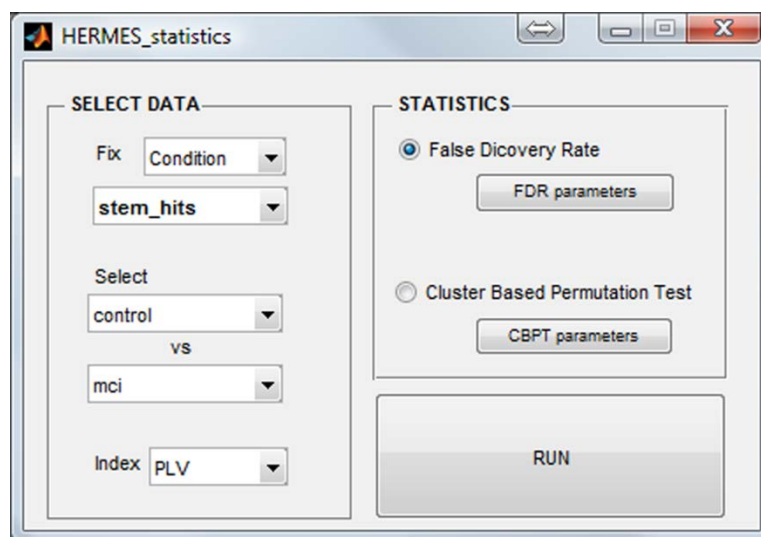 HERMES_statistics
SELECT DATA
Fix Condition
stem_hits
Select
control
vs
mci
Index PLV
STATISTICS
False Dicovery Rate
FDR parameters
Cluster Based Permutation Test
CBPT parameters
RUN